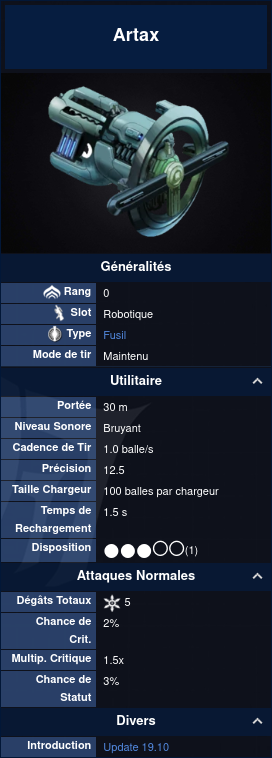 Artax
Généralités
Rang 0
Slot Robotique
Type Fusil
Mode de tir Maintenu
Utilitaire
Portée 30 m
Niveau Sonore Bruyant
Cadence de Tir 1.0 balle/s
Précision 12.5
Taille Chargeur 100 balles par chargeur
Temps de 1.5 s
Rechargement
Disposition (1)
Attaques Normales
Dégâts Totaux 5
Chance de 2%
Crit.
Multip. Critique 1.5x
Chance de 3%
Statut
Divers
Introduction Update 19.10